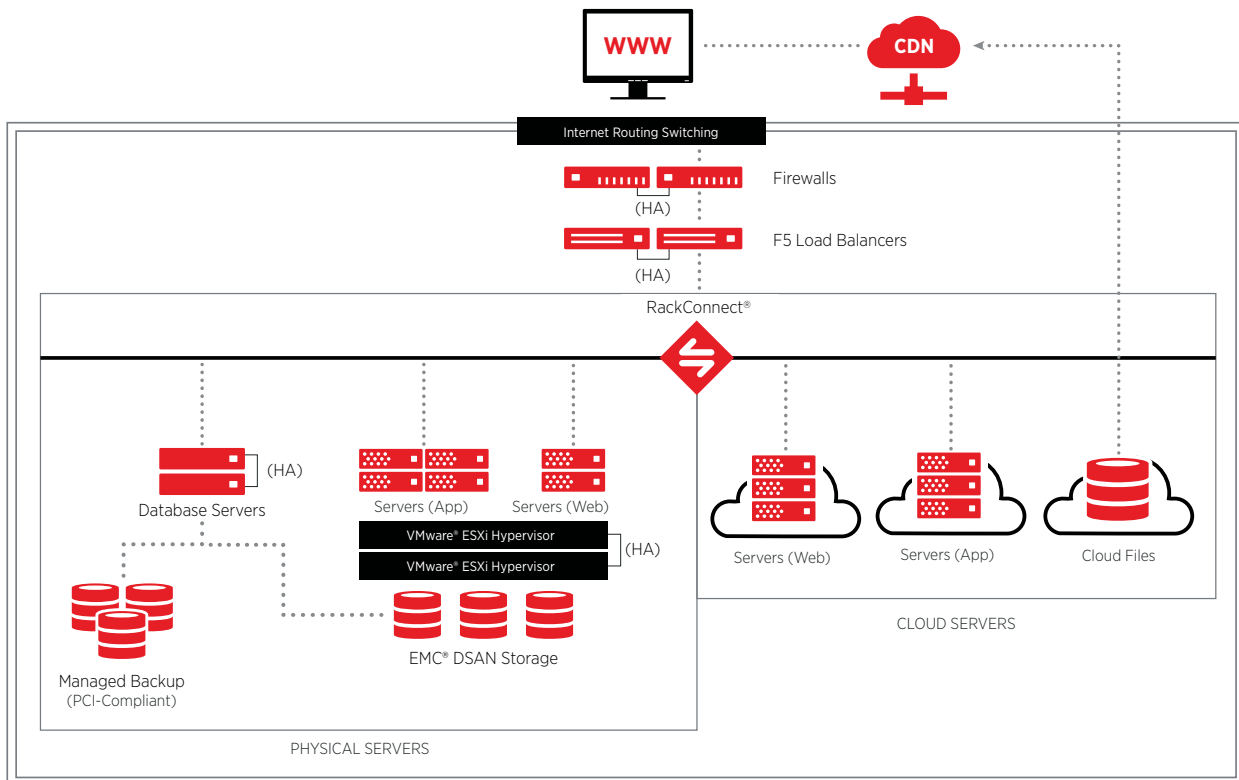 WWW
CDN
Internet Routing Switching
Firewalls
(HA)
F5 Load Balancers
(HA)
RackConnect®
(HA)
Database Servers
Servers (App)
Servers (Web)
VMware® ESXi Hypervisor
VMware® ESXi Hypervisor
(HA)
EMC® DSAN Storage
Managed Backup
(PCI-Compliant)
PHYSICAL SERVERS
Servers (Web)
Servers (App)
Cloud Files
CLOUD SERVERS